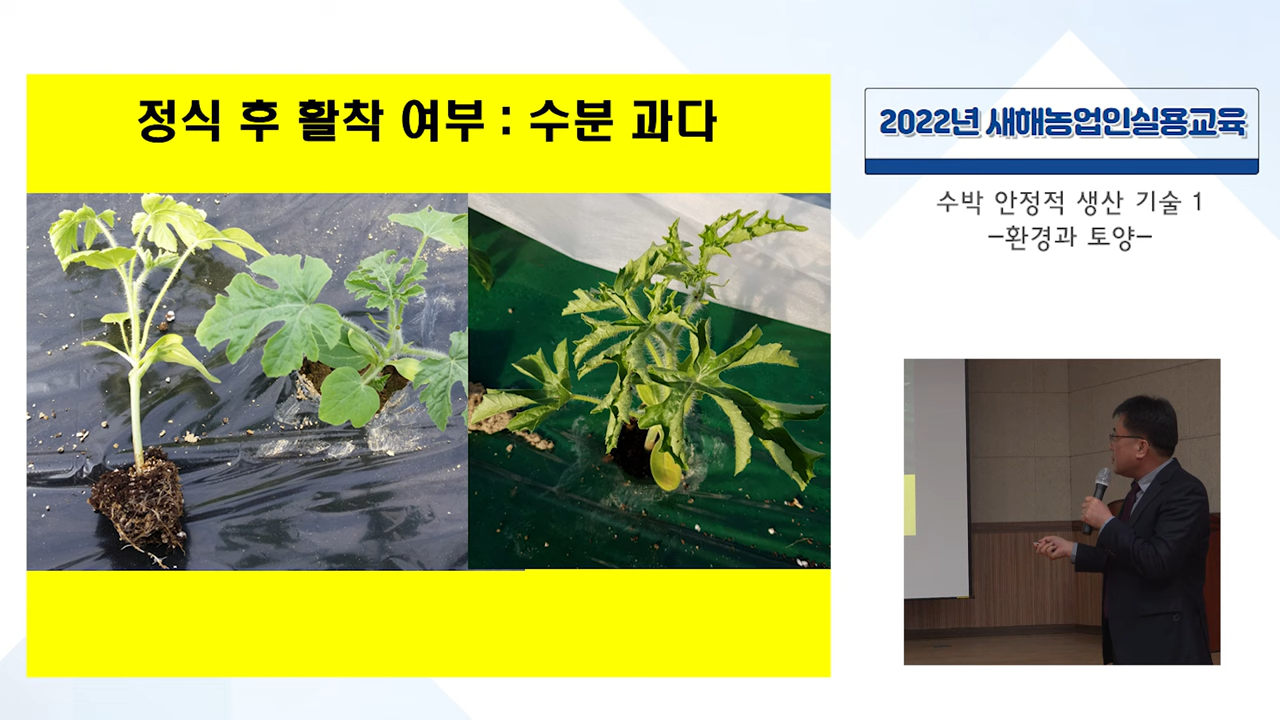 정식 후 활착 여부 : 수분 과다
2022년 새해농업인실용교육
수박 안정적 생산 기술 1
-환경과 토양-